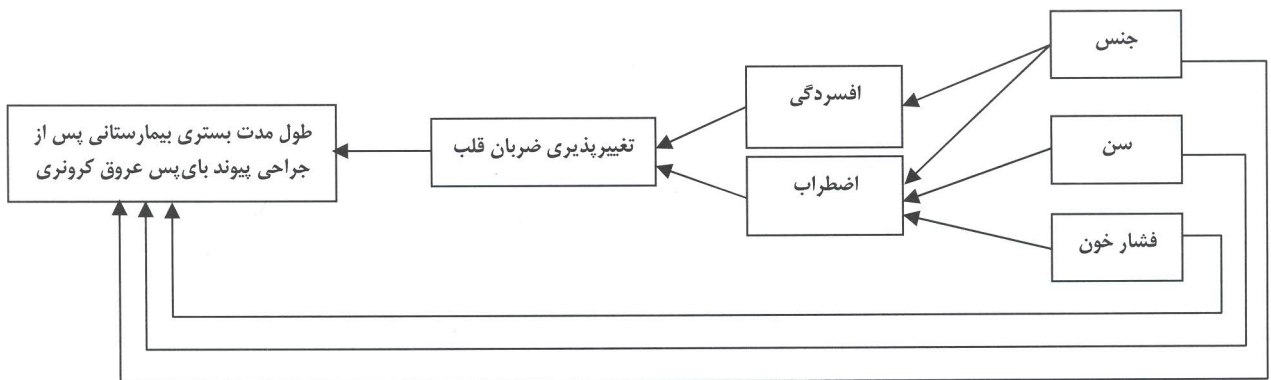 جنس
افسردگی
سن
اضطراب
فشار خون
تغییرپذیری ضربان قلب
طول مدت بستری بیمارستانی پس از
جراحی پیوند بای‌پس عروق کرونری